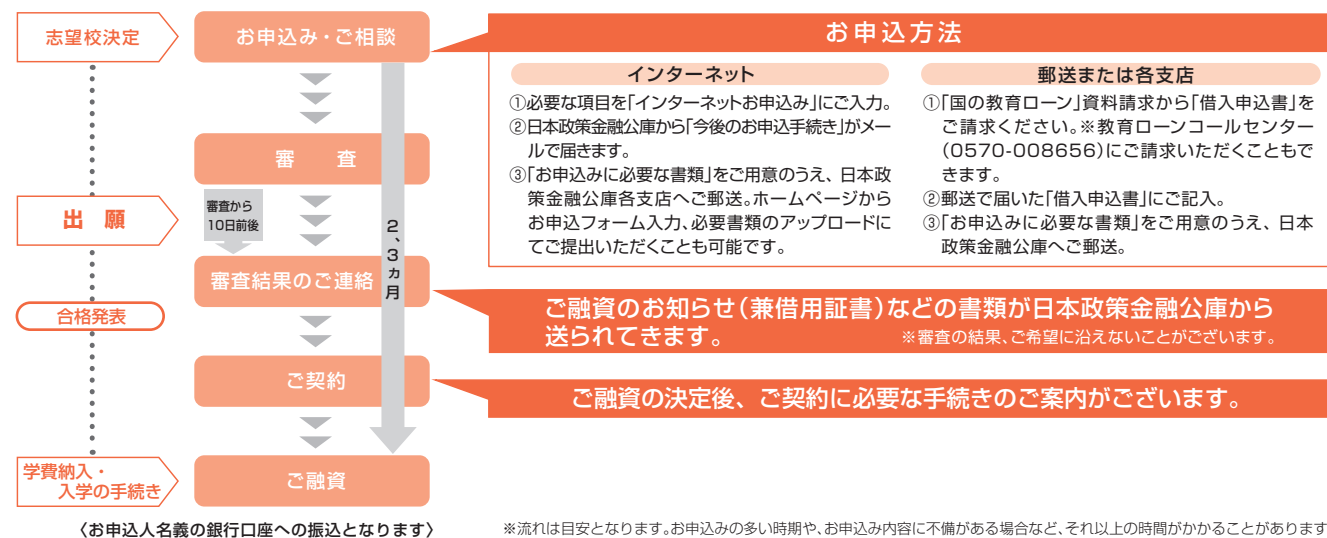 志望校決定
出　願
合格発表
学費納入・
入学の手続き
お申込み・ご相談
審　査
審査から
10日前後
2、3ヵ月
審査結果のご連絡
ご契約
ご融資
〈お申込人名義の銀行口座への振込となります〉
お申込方法
インターネット
①必要な項目を「インターネットお申込み」にご入力。
②日本政策金融公庫から「今後のお申込手続き」がメー
ルで届きます。
③「お申込みに必要な書類」をご用意のうえ、日本政
策金融公庫各支店へご郵送。ホームページから
お申込フォーム入力、必要書類のアップロードに
てご提出いただくことも可能です。
郵送または各支店
①「国の教育ローン」資料請求から「借入申込書」を
ご請求ください。※教育ローンコールセンター
(0570-008656)にご請求いただくこともで
きます。
②郵送で届いた「借入申込書」にご記入。
③「お申込みに必要な書類」をご用意のうえ、日本
政策金融公庫へご郵送。
ご融資のお知らせ(兼借用証書)などの書類が日本政策金融公庫から
送られてきます。
※審査の結果、ご希望に沿えないことがございます。
ご融資の決定後、ご契約に必要な手続きのご案内がございます。
※流れは目安となります。お申込みの多い時期や、お申込み内容に不備がある場合など、それ以上の時間がかかることがあります